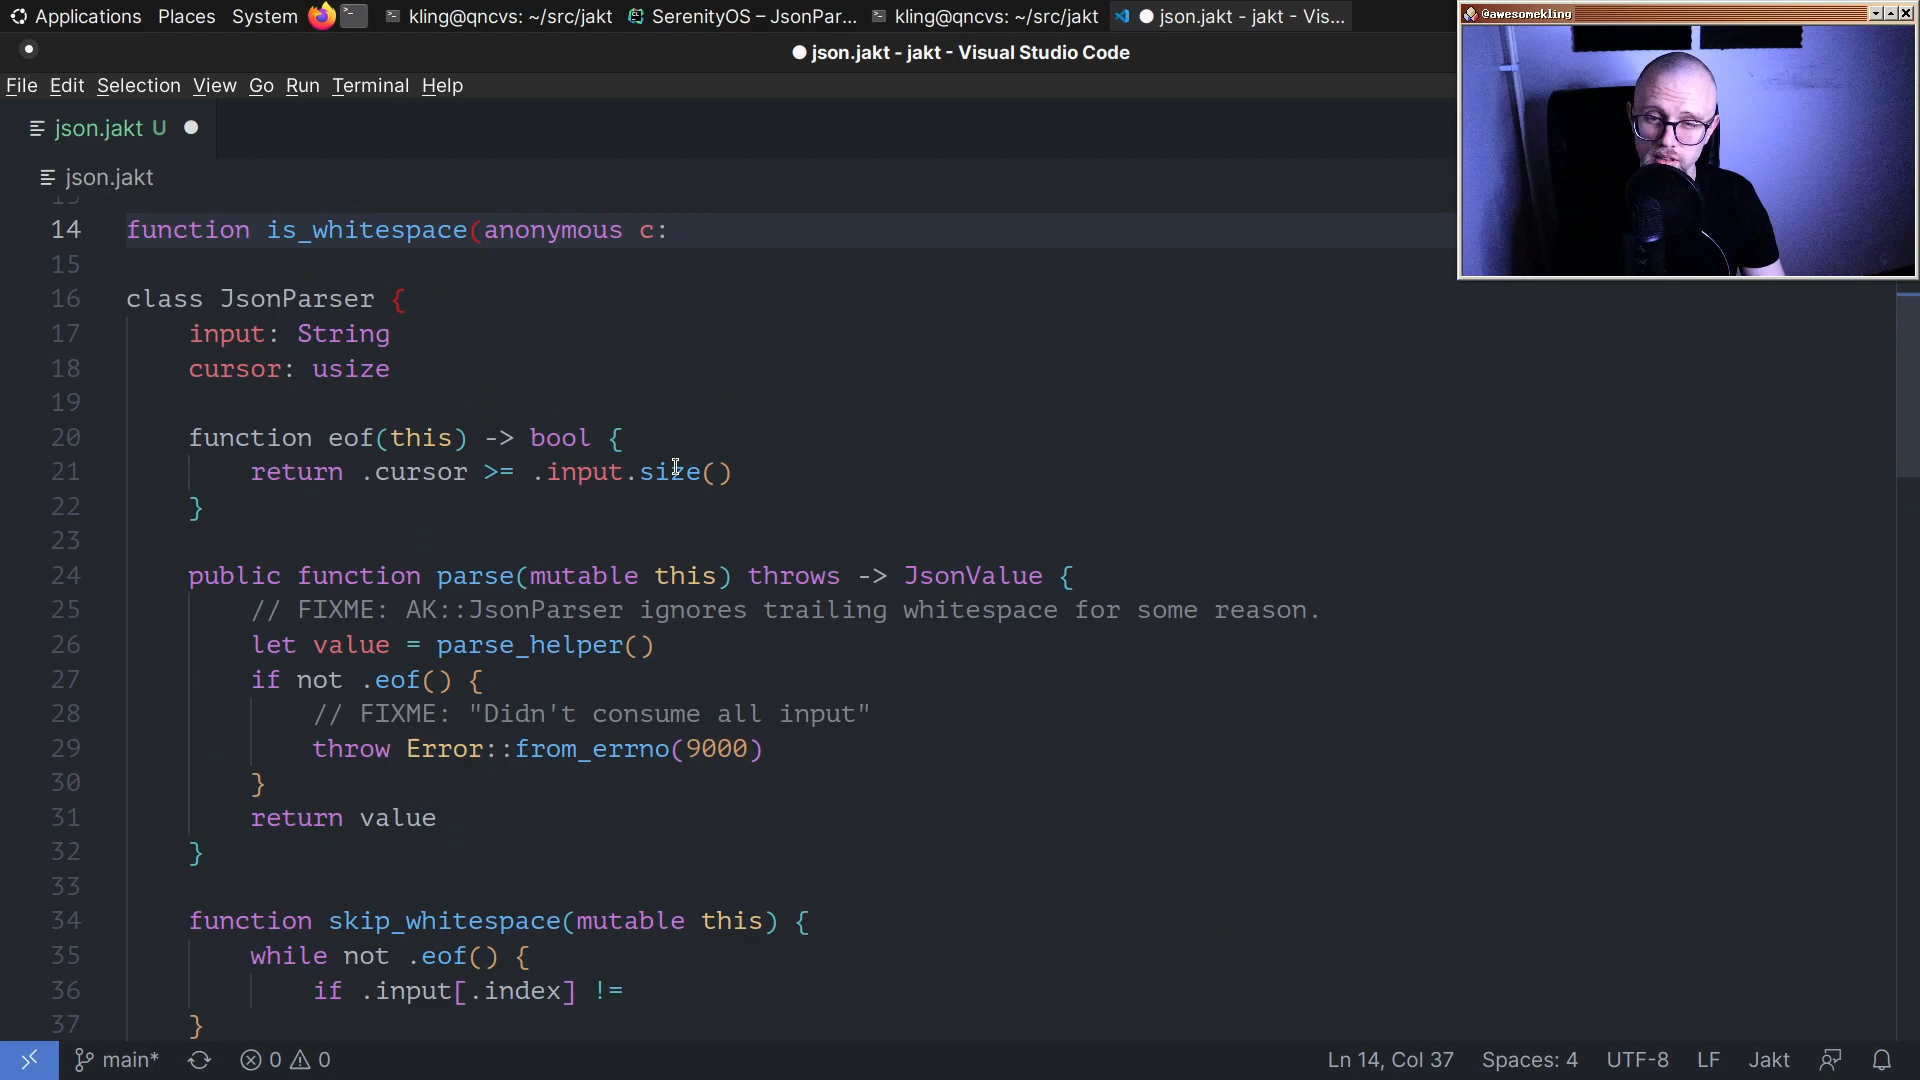 Applications Places System kling@qncvs: ~/src/jakt SerenityOS – JsonPar... kling@qncvs: ~/src/jakt ● json.jakt - jakt - Vis...
@awesomekling
● json.jakt - jakt - Visual Studio Code
File Edit Selection View Go Run Terminal Help
json.jakt U ●
json.jakt
13
14 function is_whitespace(anonymous c:
15
16 class JsonParser {
17     input: String
18     cursor: usize
19
20     function eof(this) -> bool {
21         return .cursor >= .input.size()
22     }
23
24     public function parse(mutable this) throws -> JsonValue {
25         // FIXME: AK::JsonParser ignores trailing whitespace for some reason.
26         let value = parse_helper()
27         if not .eof() {
28             // FIXME: "Didn't consume all input"
29             throw Error::from_errno(9000)
30         }
31         return value
32     }
33
34     function skip_whitespace(mutable this) {
35         while not .eof() {
36             if .input[.index] !=
37     }
main* 0 0 Ln 14, Col 37 Spaces: 4 UTF-8 LF Jakt